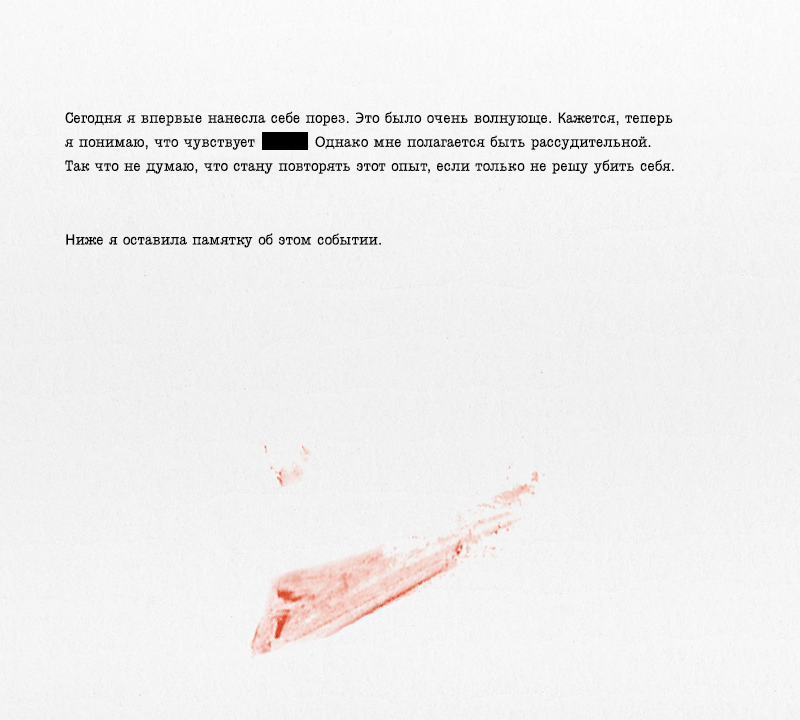 Сегодня я впервые нанесла себе порез. Это было очень волнующе. Кажется, теперь
я понимаю, что чувствует Однако мне полагается быть рассудительной.
Так что не думаю, что стану повторять этот опыт, если только не решу убить себя.
Ниже я оставила памятку об этом событии.